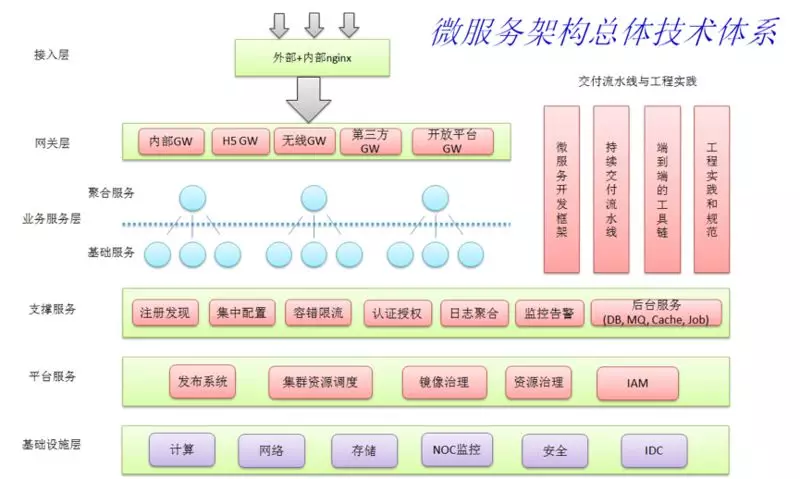 微服务架构总体技术体系
接入层
外部+内部nginx
交付流水线与工程实践
网关层
内部GW
H5 GW
无线GW
第三方
GW
开放平台
GW
微服务开发框架
持续交付流水线
端到端的工具链
工程实践和规范
聚合服务
业务服务层
基础服务
支撑服务
注册发现
集中配置
容错限流
认证授权
日志聚合
监控告警
后台服务
(DB, MQ, Cache, Job)
平台服务
发布系统
集群资源调度
镜像治理
资源治理
IAM
基础设施层
计算
网络
存储
NOC监控
安全
IDC